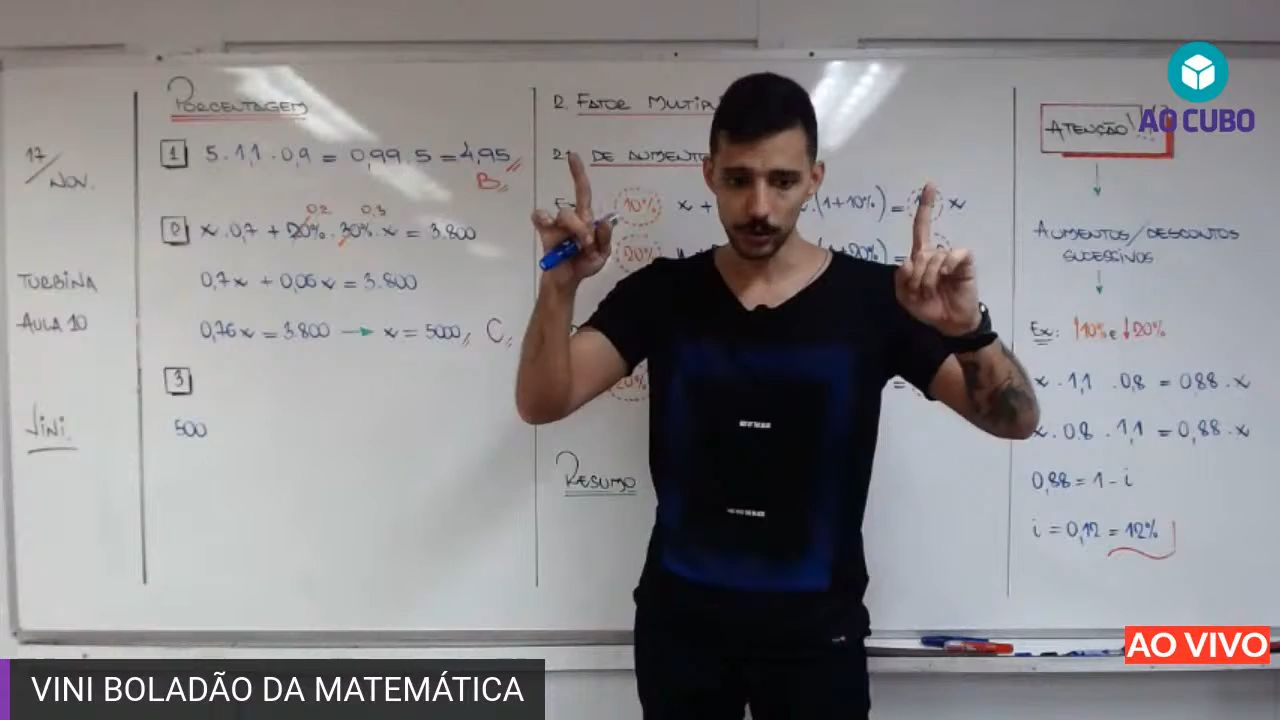 17/NOV.
TURBINA
AULA 10
Vini.
PORCENTAGEM
1 5 . 1,1 . 0,9 = 0,99 . 5 = 4,95
B
0,2 0,3
2 x . 0,7 + 20% . 30% . x = 3.800
0,7x + 0,06x = 3.800
0,76x = 3.800 → x = 5000 C
3
500
2. FATOR
DE AUMENTO
10% x + .(1+10%) = x
20% .(1+20%) =
20% =
RESUMO
ATENÇÃO!
AUMENTOS/DESCONTOS
SUCESSIVOS
Ex: ↑10% e ↓20%
x . 1,1 . 0,8 = 0,88 . x
x . 0,8 . 1,1 = 0,88 . x
0,88 = 1 - i
i = 0,12 = 12%
AO CUBO
AO VIVO
VINI BOLADÃO DA MATEMÁTICA